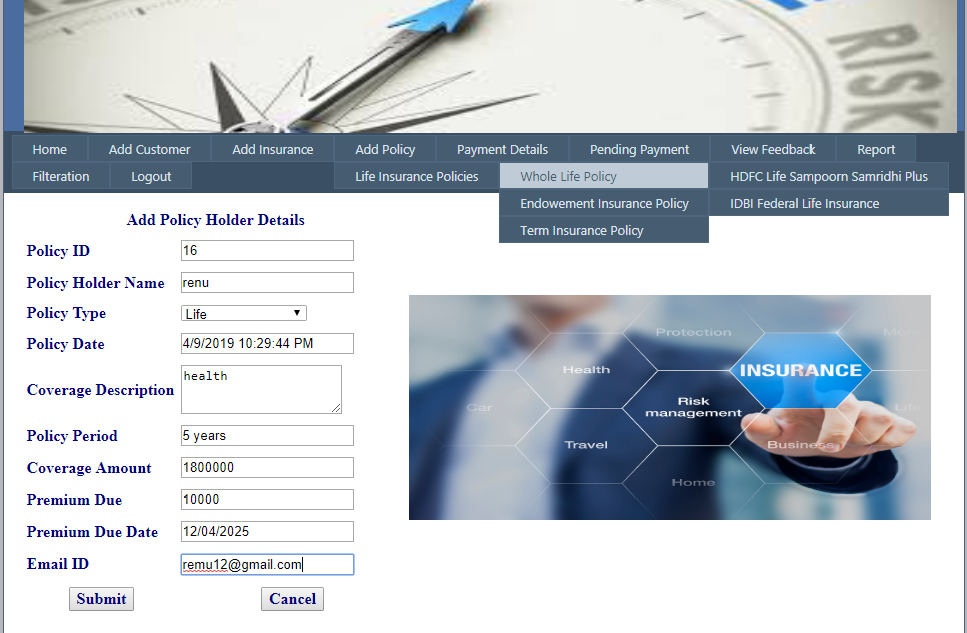 RISK
Home Add Customer Add Insurance Add Policy Payment Details Pending Payment View Feedback Report
Filteration Logout Life Insurance Policies Whole Life Policy HDFC Life Sampoorn Samridhi Plus
Endowement Insurance Policy IDBI Federal Life Insurance
Term Insurance Policy
Add Policy Holder Details
Policy ID 16
Policy Holder Name renu
Policy Type Life
Policy Date 4/9/2019 10:29:44 PM
Coverage Description health
Policy Period 5 years
Coverage Amount 1800000
Premium Due 10000
Premium Due Date 12/04/2025
Email ID remu12@gmail.com
Submit Cancel
Protection
Health INSURANCE
Car Risk Life
management
Travel Business
Home